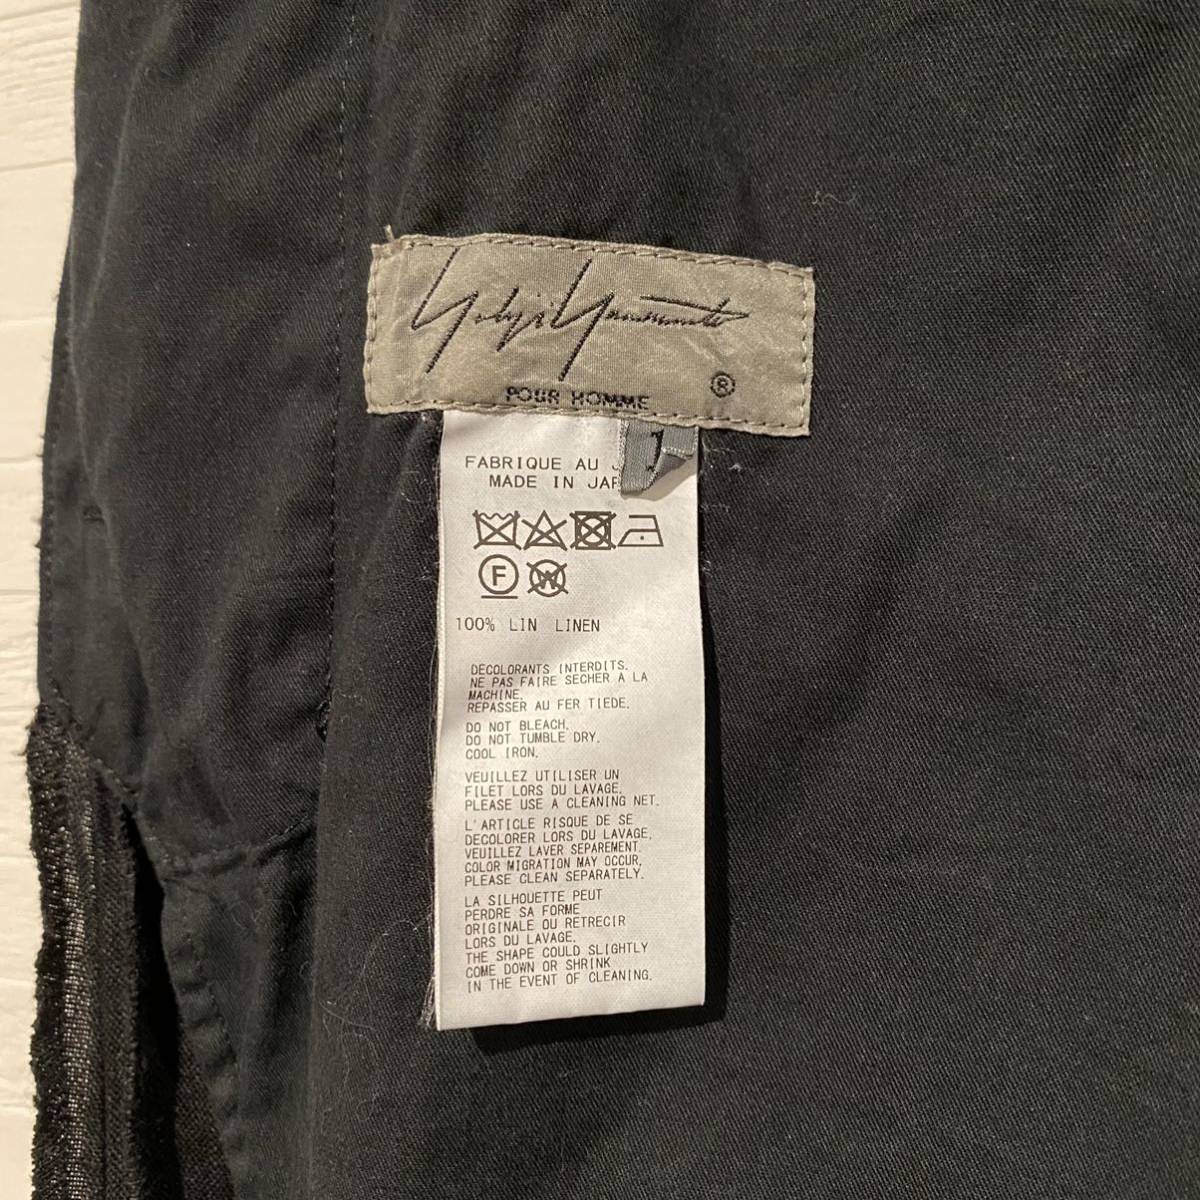 Yohji Yamamoto
POUR HOMME ®
FABRIQUE AU
MADE IN
F
W
100% LIN LINEN
DECOLORANTS INTERDITS.
NE PAS FAIRE SECHER A LA
MACHINE.
REPASSER AU FER TIEDE.
DO NOT BLEACH.
DO NOT TUMBLE DRY.
COOL IRON.
VEUILLEZ UTILISER UN
FILET LORS DU LAVAGE.
PLEASE USE A CLEANING NET.
L'ARTICLE RISQUE DE SE
DECOLORER LORS DU LAVAGE,
VEUILLEZ LAVER SEPAREMENT.
COLOR MIGRATION MAY OCCUR,
PLEASE CLEAN SEPARATELY.
LA SILHOUETTE PEUT
PERDRE SA FORME
ORIGINALE OU RETRECIR
LORS DU LAVAGE.
THE SHAPE COULD SLIGHTLY
COME DOWN OR SHRINK
IN THE EVENT OF CLEANING.